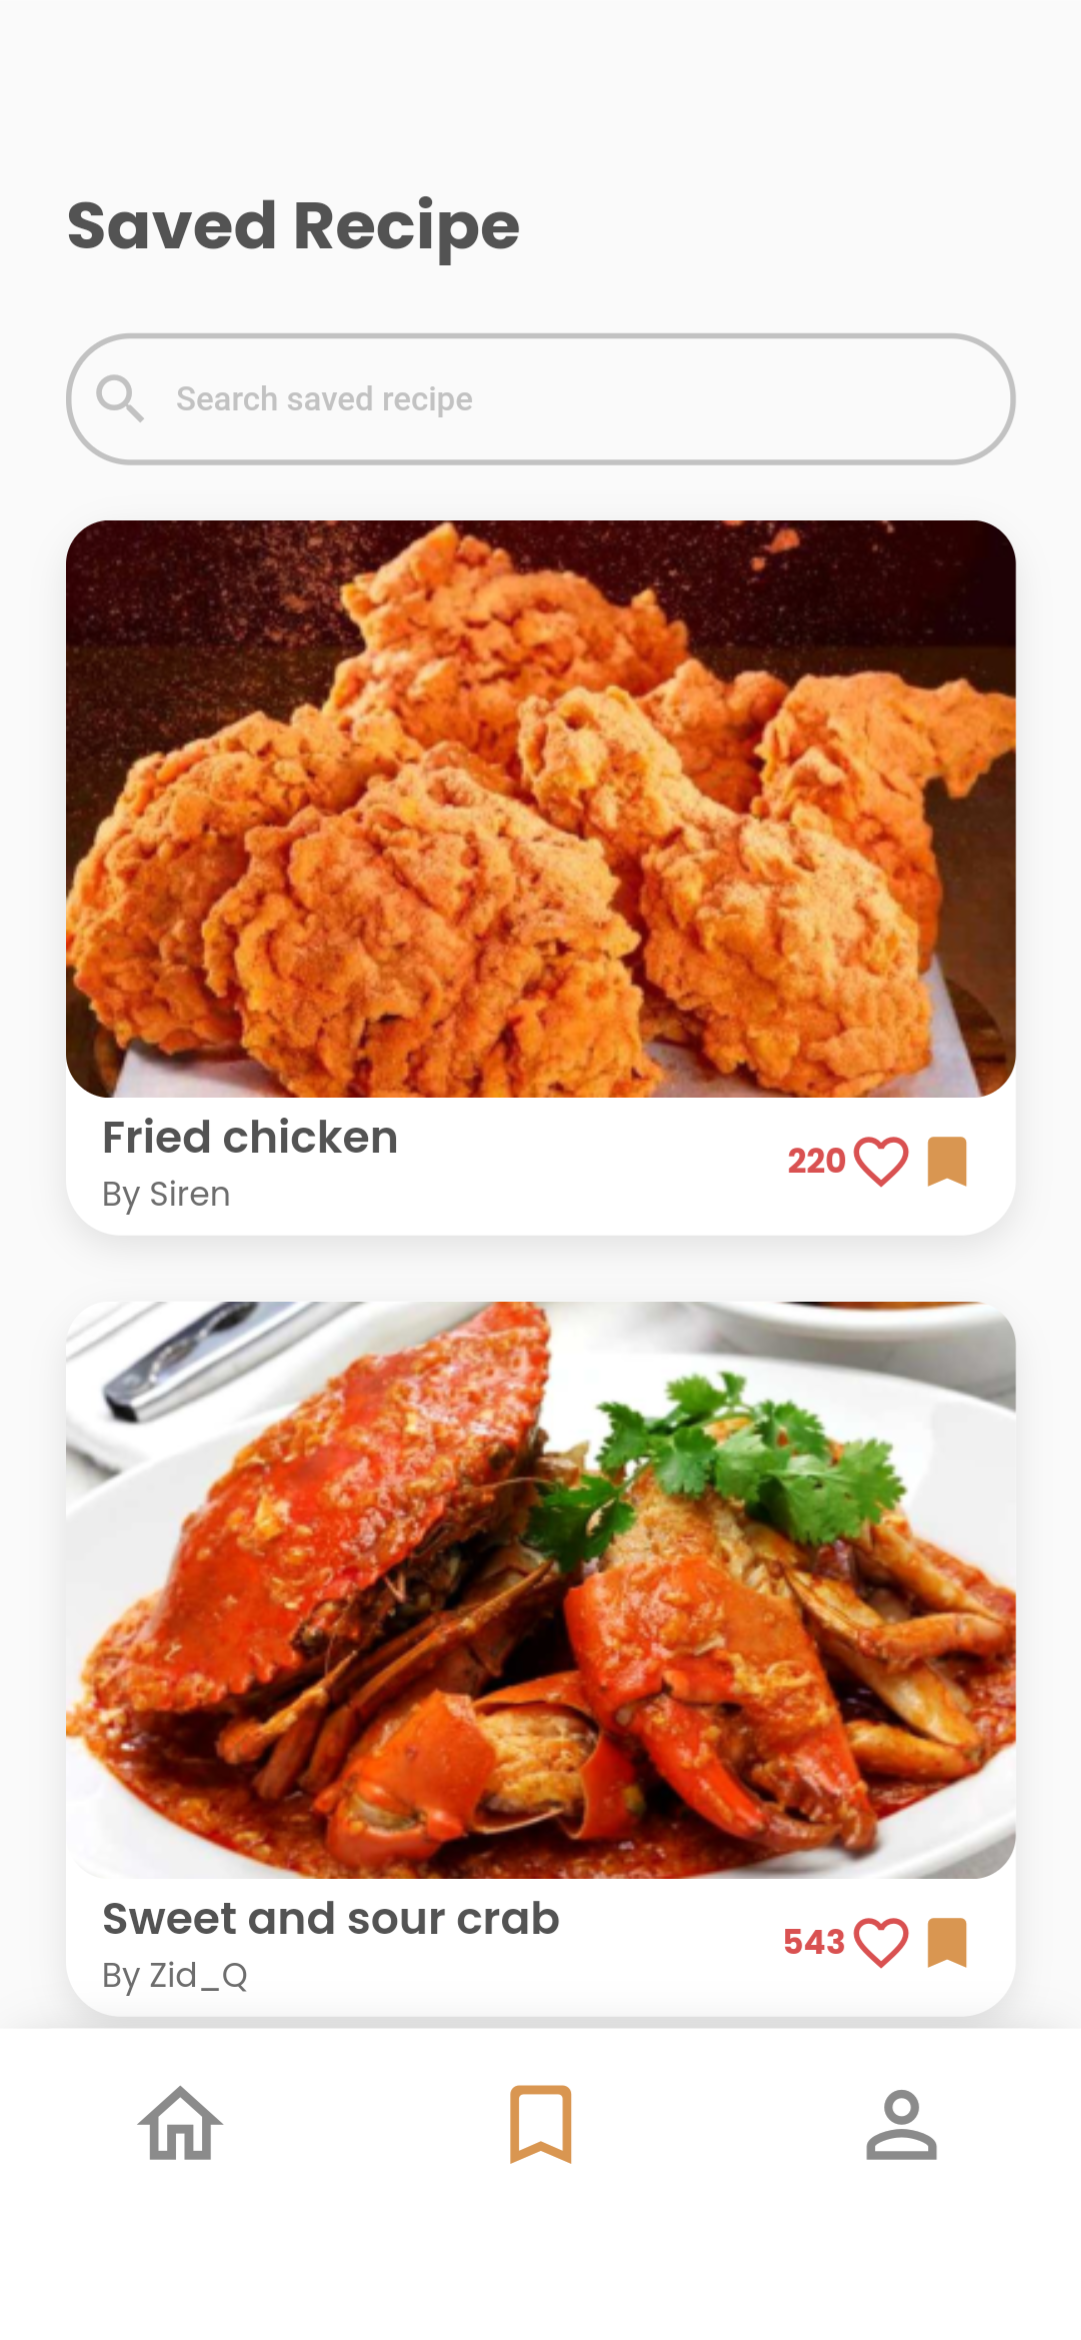 Saved Recipe
Search saved recipe
Fried chicken
220
By Siren
Sweet and sour crab
543
By Zid_Q